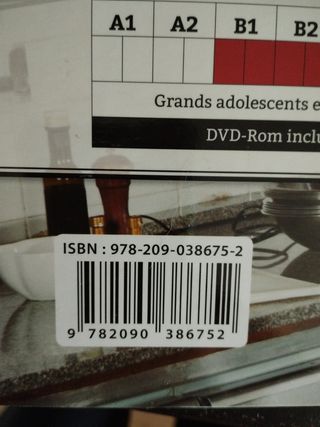 A1 A2 B1 B2
Grands adolescents e
DVD-Rom inclu
ISBN : 978-209-038675-2
9 782090 386752